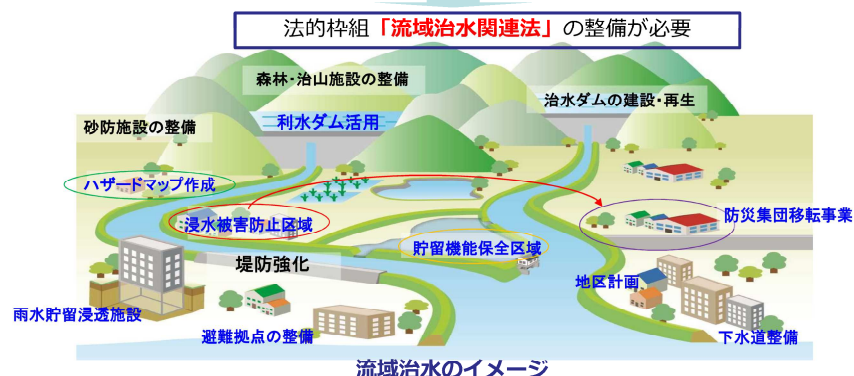 法的枠組「流域治水関連法」の整備が必要
森林・治山施設の整備
治水ダムの建設・再生
砂防施設の整備
利水ダム活用
ハザードマップ作成
浸水被害防止区域
防災集団移転事業
貯留機能保全区域
堤防強化
地区計画
雨水貯留浸透施設
避難拠点の整備
下水道整備
流域治水のイメージ